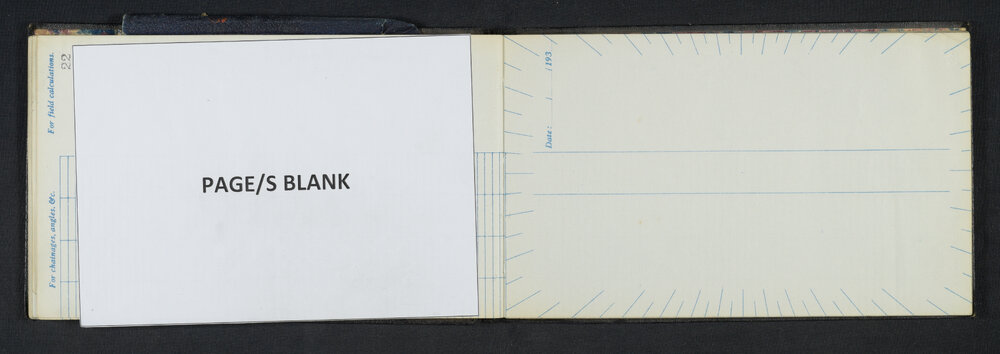 22
For field calculations.
For chainages, angles, &c.
PAGE/S BLANK
Date: / /193